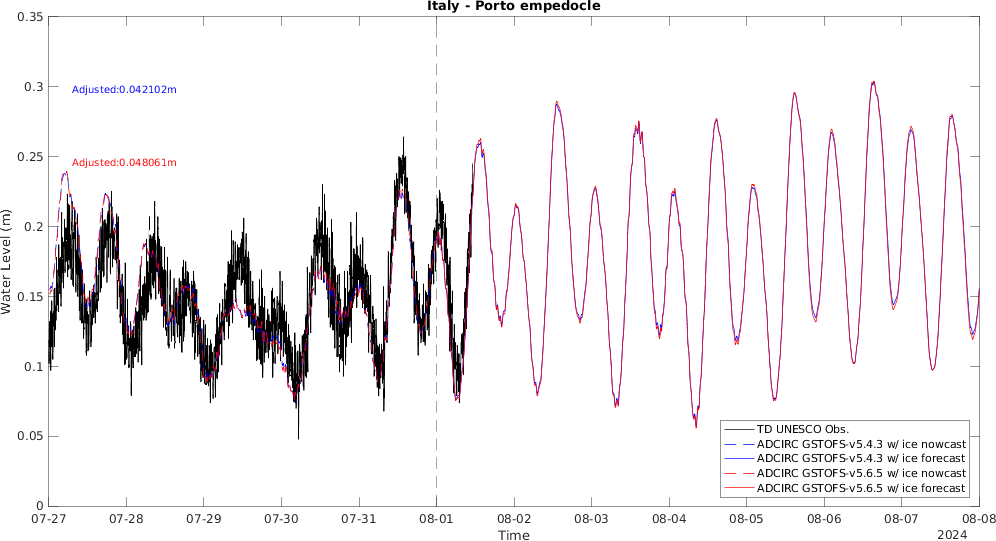 Italy - Porto empedocle
0.35
0.3
0.25
0.2
0.15
0.1
0.05
0
Water Level (m)
Adjusted:0.042102m
Adjusted:0.048061m
TD UNESCO Obs.
ADCIRC GSTOFS-v5.4.3 w/ ice nowcast
ADCIRC GSTOFS-v5.4.3 w/ ice forecast
ADCIRC GSTOFS-v5.6.5 w/ ice nowcast
ADCIRC GSTOFS-v5.6.5 w/ ice forecast
07-27 07-28 07-29 07-30 07-31 08-01 08-02 08-03 08-04 08-05 08-06 08-07 08-08
Time
2024